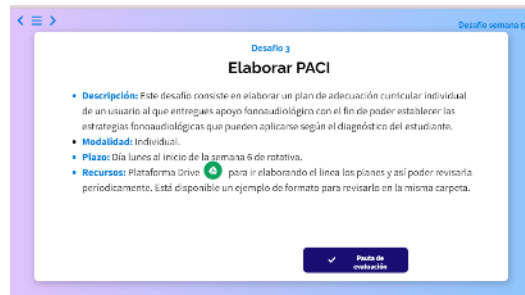 Desafío semana 5
Desafío 3
Elaborar PACI
Descripción: Este desafío consiste en elaborar un plan de adecuación curricular individual
de un usuario al que entregues apoyo fonoaudiológico con el fin de poder establecer las
estrategias fonoaudiológicas que pueden aplicarse según el diagnóstico del estudiante.
Modalidad: Individual.
Plazo: Día lunes al inicio de la semana 6 de rotativa.
Recursos: Plataforma Drive para ir elaborando el linea los planes y así poder revisarla
periodicamente. Está disponible un ejemplo de formato para revisarlo en la misma carpeta.
Pauta de
evaluación